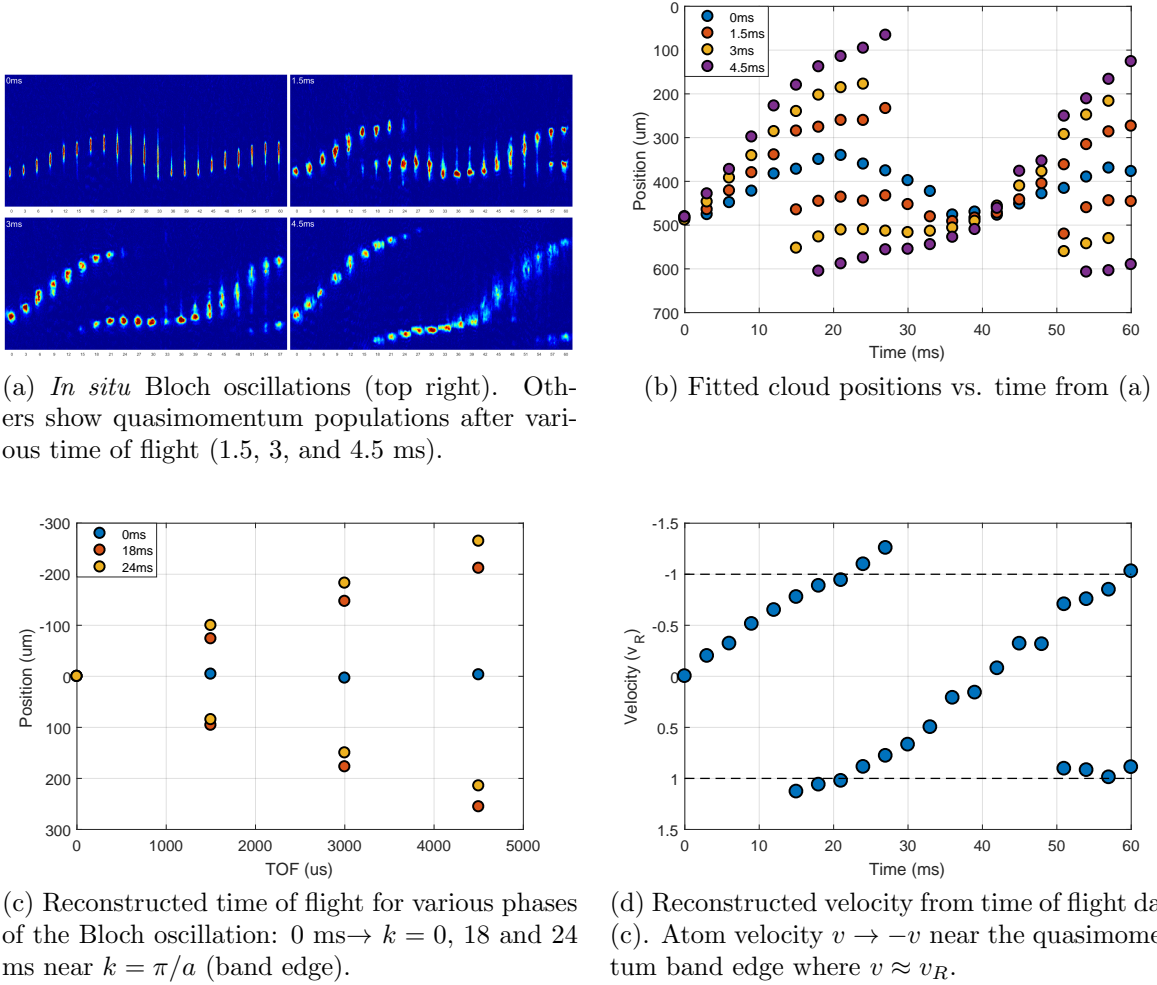 0ms
1.5ms
3ms
4.5ms
(a) In situ Bloch oscillations (top right). Oth-
ers show quasimomentum populations after vari-
ous time of flight (1.5, 3, and 4.5 ms).
0
100
200
300
400
500
600
700
Position (um)
0ms
1.5ms
3ms
4.5ms
0 10 20 30 40 50 60
Time (ms)
(b) Fitted cloud positions vs. time from (a)
-300
-200
-100
0
100
200
300
Position (um)
0ms
18ms
24ms
0 1000 2000 3000 4000 5000
TOF (us)
(c) Reconstructed time of flight for various phases
of the Bloch oscillation: 0 ms→ k = 0, 18 and 24
ms near k = π/a (band edge).
-1.5
-1
-0.5
0
0.5
1
1.5
Velocity (v_R)
0 10 20 30 40 50 60
Time (ms)
(d) Reconstructed velocity from time of flight da
(c). Atom velocity v → −v near the quasimome
tum band edge where v ≈ v_R.